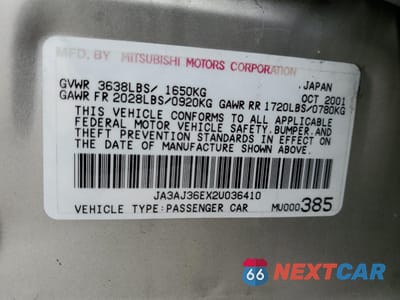 MFD. BY MITSUBISHI MOTORS CORPORATION
JAPAN
GVWR 3638LBS/ 1650KG OCT 2001
GAWR FR 2028LBS/0920KG GAWR RR 1720LBS/0780KG
THIS VEHICLE CONFORMS TO ALL APPLICABLE
FEDERAL MOTOR VEHICLE SAFETY, BUMPER, AND
THEFT PREVENTION STANDARDS IN EFFECT ON
THE DATE OF MANUFACTURE SHOWN ABOVE.
JA3AJ36EX2U036410
VEHICLE TYPE:PASSENGER CAR MU000385
66 NEXTCAR